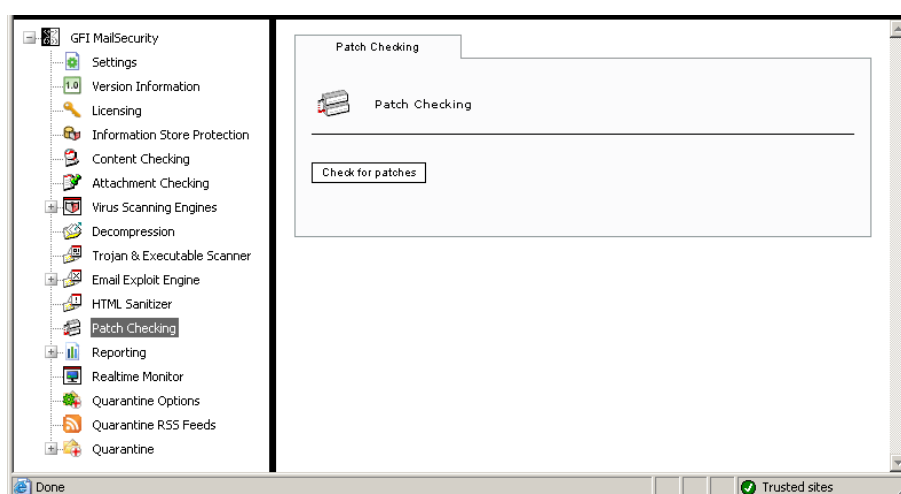 GFI MailSecurity
Settings
1.0 Version Information
Licensing
Information Store Protection
Content Checking
Attachment Checking
Virus Scanning Engines
Decompression
Trojan & Executable Scanner
Email Exploit Engine
HTML Sanitizer
Patch Checking
Reporting
Realtime Monitor
Quarantine Options
Quarantine RSS Feeds
Quarantine
Patch Checking
Patch Checking
Check for patches
Done
Trusted sites